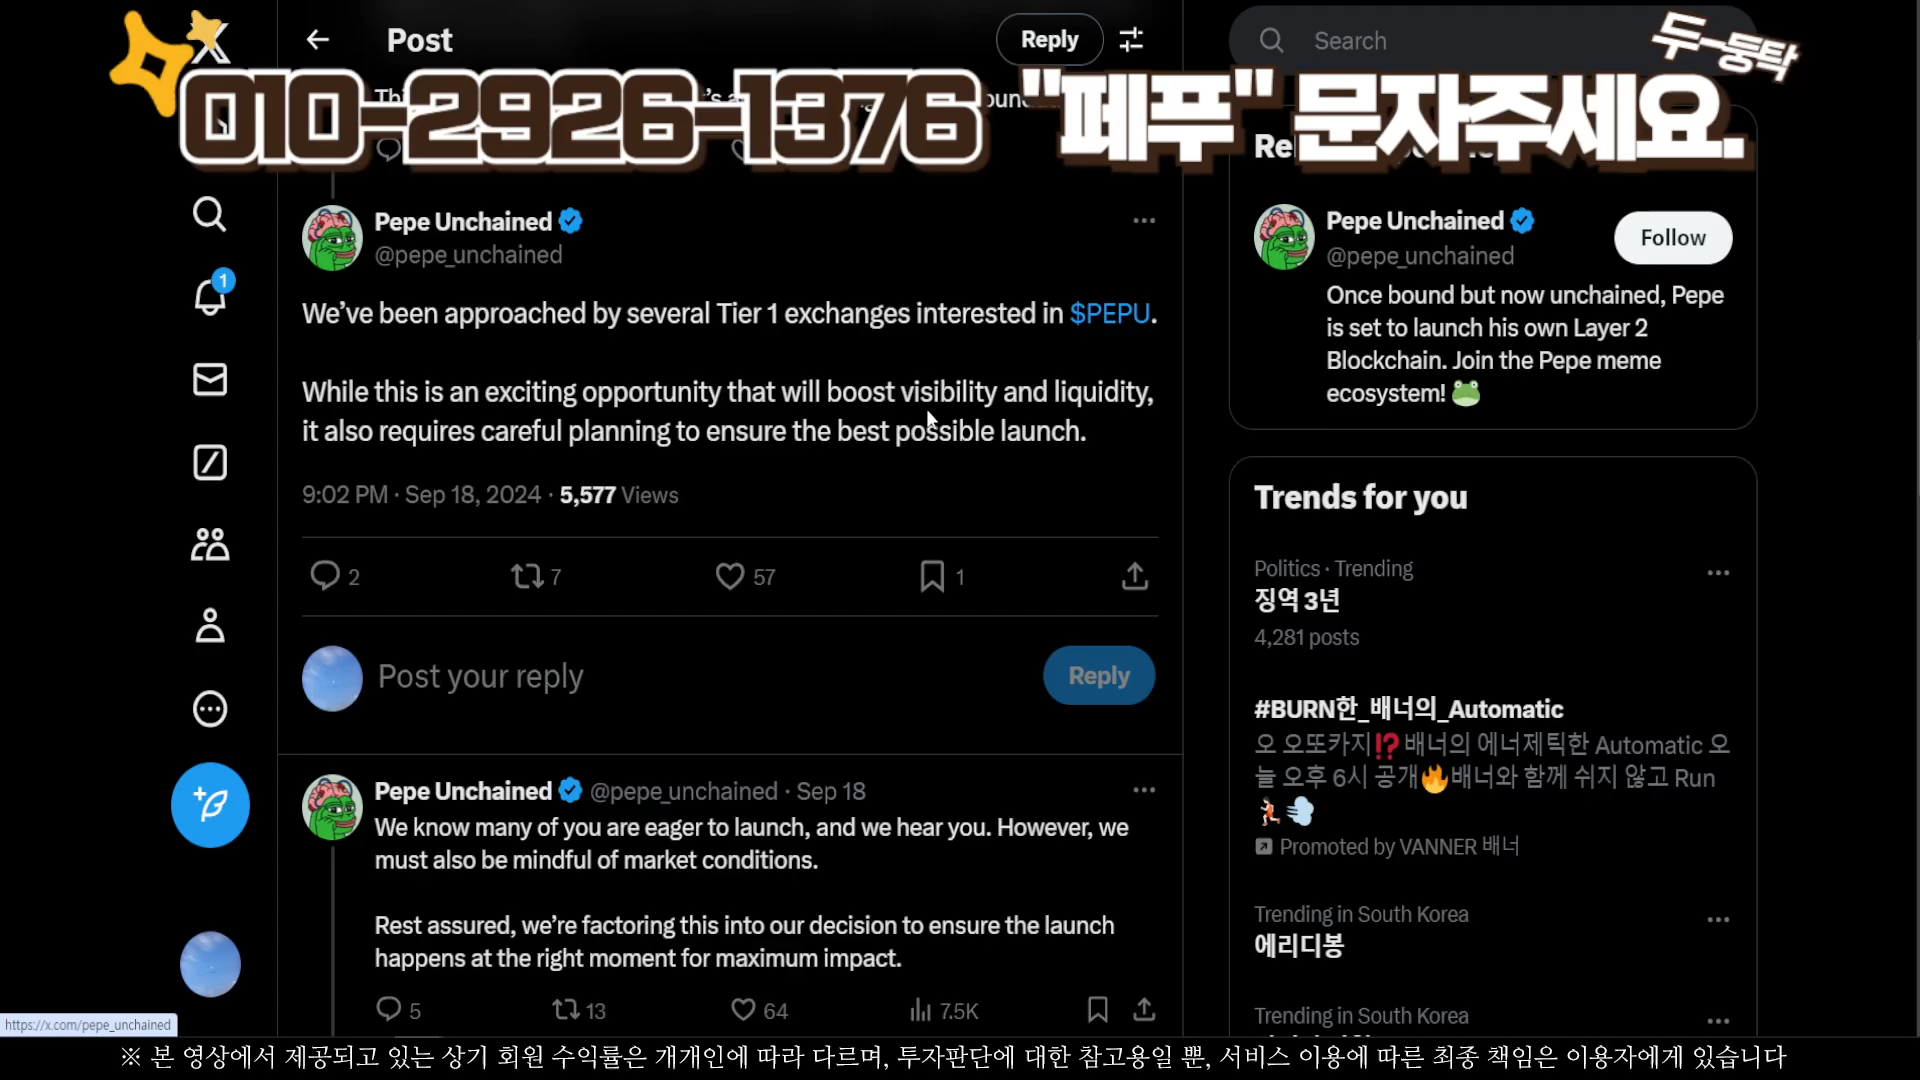 Post
Reply
Search
두-둥탁
010-2926-1376 "페푸" 문자주세요.
1
Pepe Unchained
@pepe_unchained
We've been approached by several Tier 1 exchanges interested in $PEPU.
While this is an exciting opportunity that will boost visibility and liquidity,
it also requires careful planning to ensure the best possible launch.
9:02 PM · Sep 18, 2024 · 5,577 Views
2
7
57
1
Post your reply
Reply
Pepe Unchained @pepe_unchained · Sep 18
We know many of you are eager to launch, and we hear you. However, we
must also be mindful of market conditions.
Rest assured, we're factoring this into our decision to ensure the launch
happens at the right moment for maximum impact.
5
13
64
7.5K
Pepe Unchained
@pepe_unchained
Follow
Once bound but now unchained, Pepe
is set to launch his own Layer 2
Blockchain. Join the Pepe meme
ecosystem!
Trends for you
Politics · Trending
징역 3년
4,281 posts
#BURN한_배너의_Automatic
오 오또카지⁉️배너의 에너제틱한 Automatic 오
늘 오후 6시 공개🔥배너와 함께 쉬지 않고 Run
Promoted by VANNER 배너
Trending in South Korea
에리디봉
Trending in South Korea
https://x.com/pepe_unchained
※ 본 영상에서 제공되고 있는 상기 회원 수익률은 개개인에 따라 다르며, 투자판단에 대한 참고용일 뿐, 서비스 이용에 따른 최종 책임은 이용자에게 있습니다